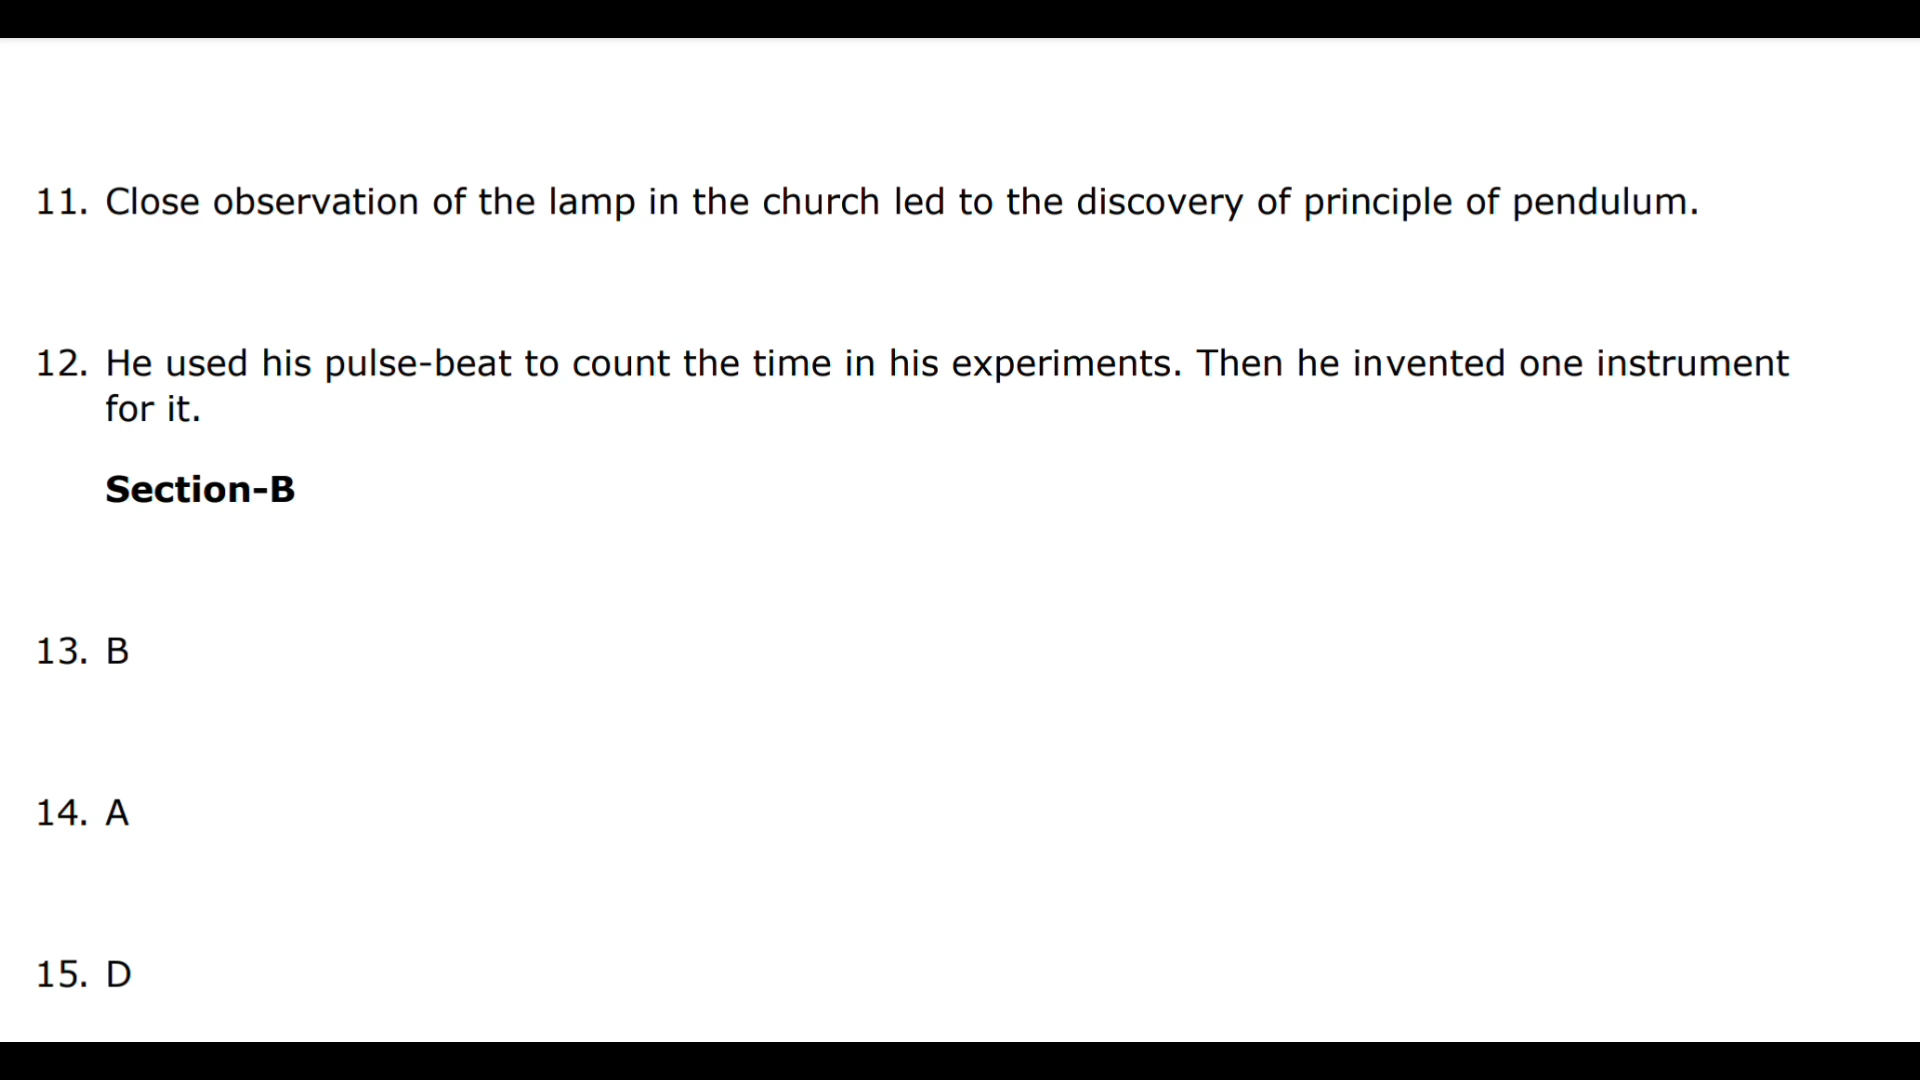 11. Close observation of the lamp in the church led to the discovery of principle of pendulum.
12. He used his pulse-beat to count the time in his experiments. Then he invented one instrument
for it.
Section-B
13. B
14. A
15. D